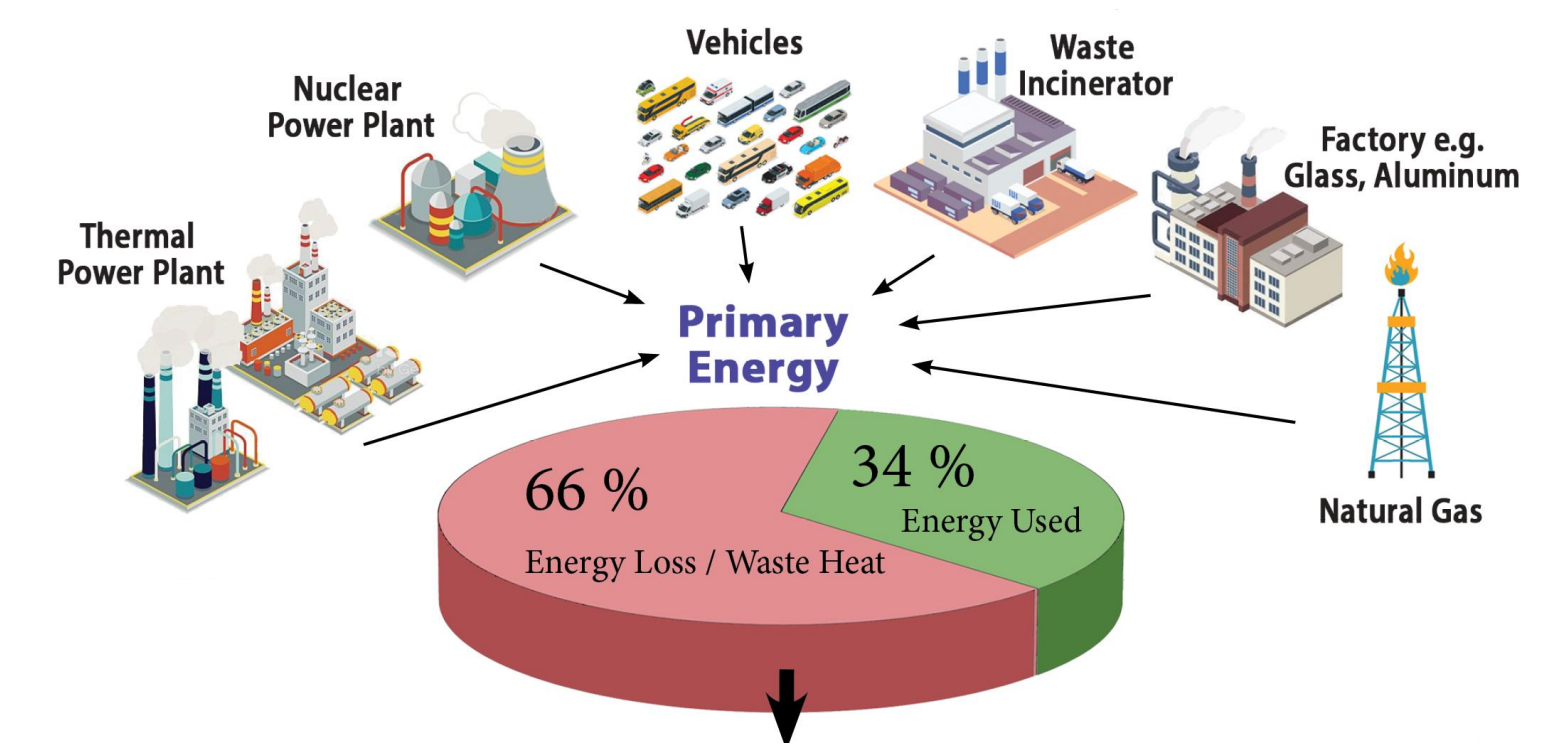 Vehicles
Waste
Incinerator
Nuclear
Power Plant
Factory e.g.
Glass, Aluminum
Thermal
Power Plant
Primary
Energy
66 %
Energy Loss / Waste Heat
34 %
Energy Used
Natural Gas